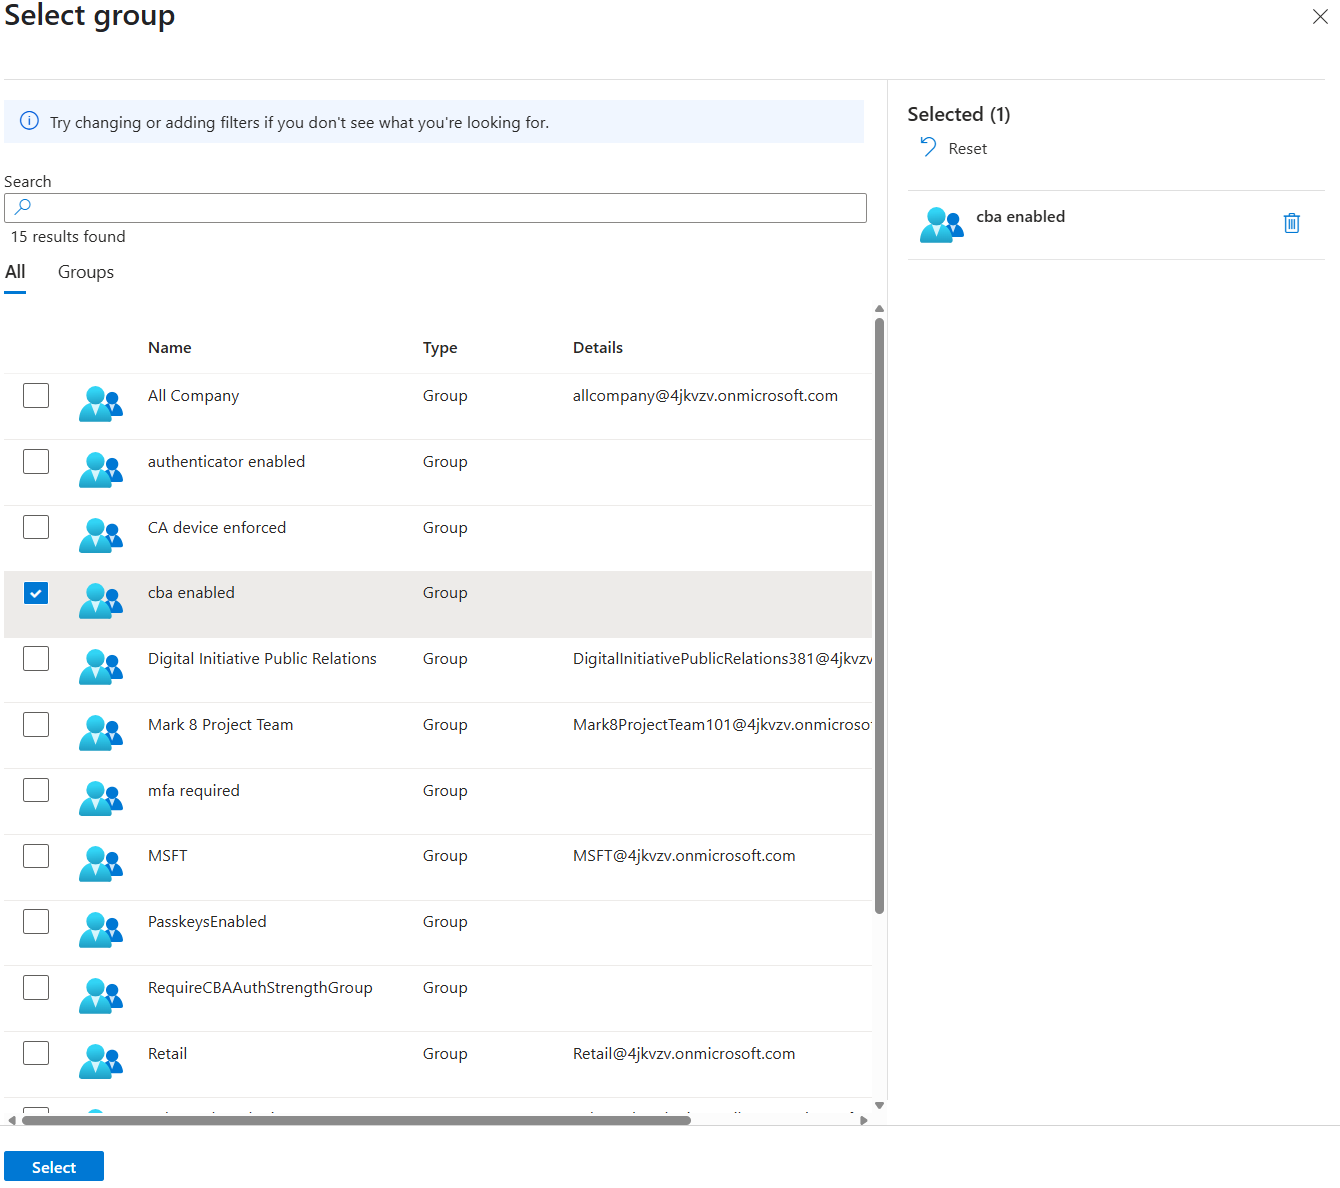 Select group
Try changing or adding filters if you don't see what you're looking for.
Search
15 results found
All Groups
Name Type Details
All Company Group allcompany@4jkvzv.onmicrosoft.com
authenticator enabled Group
CA device enforced Group
cba enabled Group
Digital Initiative Public Relations Group DigitalInitiativePublicRelations381@4jkvzv
Mark 8 Project Team Group Mark8ProjectTeam101@4jkvzv.onmicroso
mfa required Group
MSFT Group MSFT@4jkvzv.onmicrosoft.com
PasskeysEnabled Group
RequireCBAAuthStrengthGroup Group
Retail Group Retail@4jkvzv.onmicrosoft.com
Select
Selected (1)
Reset
cba enabled